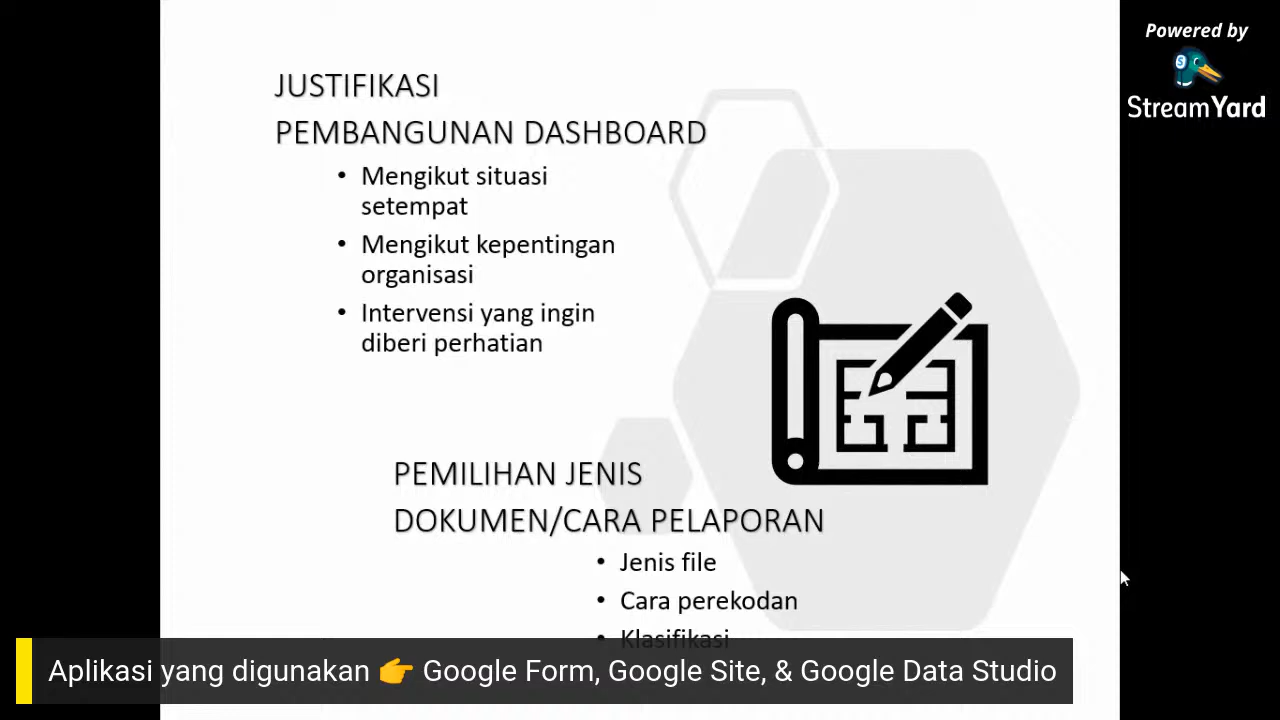 Powered by
StreamYard
JUSTIFIKASI
PEMBANGUNAN DASHBOARD
• Mengikut situasi
setempat
• Mengikut kepentingan
organisasi
• Intervensi yang ingin
diberi perhatian
PEMILIHAN JENIS
DOKUMEN/CARA PELAPORAN
• Jenis file
• Cara perekodan
• Klasifikasi
Aplikasi yang digunakan 👉 Google Form, Google Site, & Google Data Studio